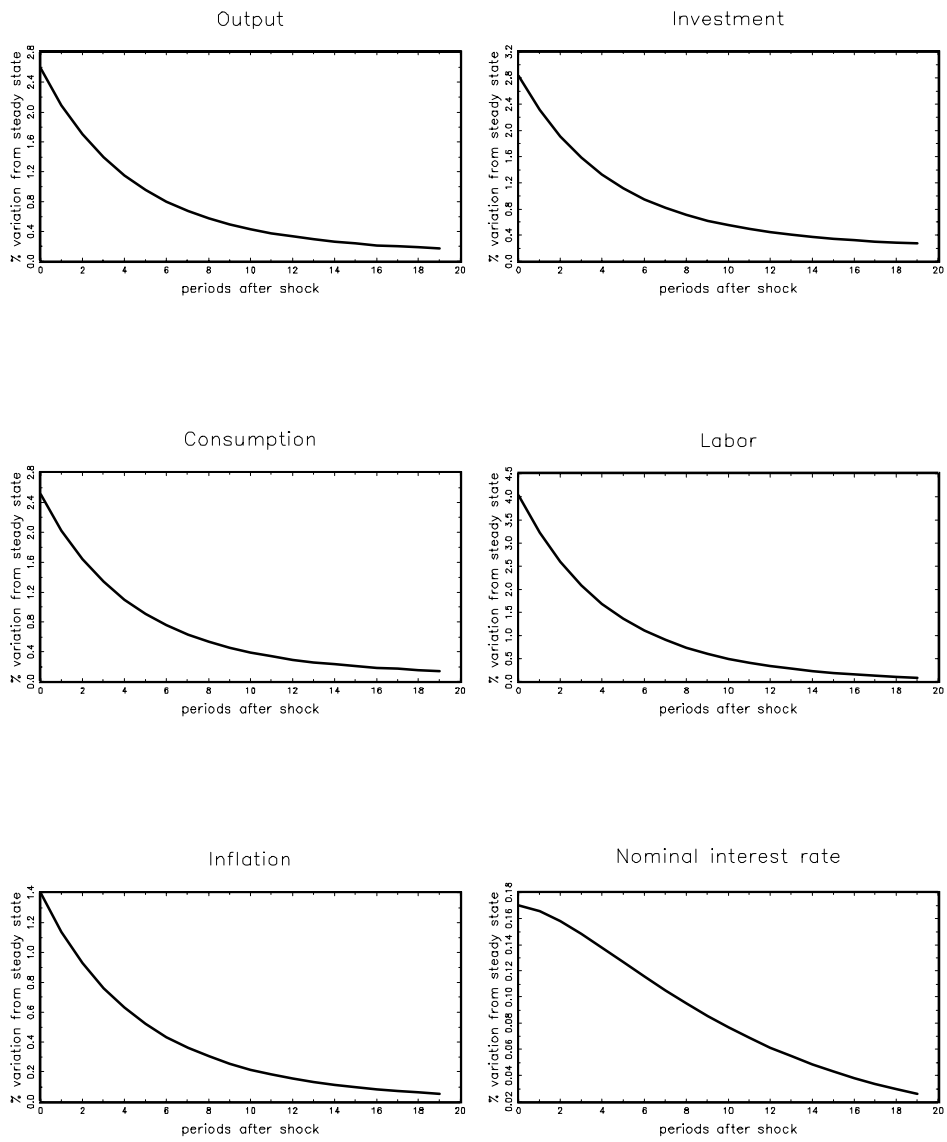 Output
% variation from steady state
0.0 0.4 0.8 1.2 1.6 2.0 2.4 2.8
0 2 4 6 8 10 12 14 16 18 20
periods after shock
Investment
% variation from steady state
0.0 0.4 0.8 1.2 1.6 2.0 2.4 2.8 3.2
0 2 4 6 8 10 12 14 16 18 20
periods after shock
Consumption
% variation from steady state
0.0 0.4 0.8 1.2 1.6 2.0 2.4 2.8
0 2 4 6 8 10 12 14 16 18 20
periods after shock
Labor
% variation from steady state
0.0 0.5 1.0 1.5 2.0 2.5 3.0 3.5 4.0 4.5
0 2 4 6 8 10 12 14 16 18 20
periods after shock
Inflation
% variation from steady state
0.0 0.2 0.4 0.6 0.8 1.0 1.2 1.4
0 2 4 6 8 10 12 14 16 18 20
periods after shock
Nominal interest rate
% variation from steady state
0.02 0.04 0.06 0.08 0.10 0.12 0.14 0.16 0.18
0 2 4 6 8 10 12 14 16 18 20
periods after shock